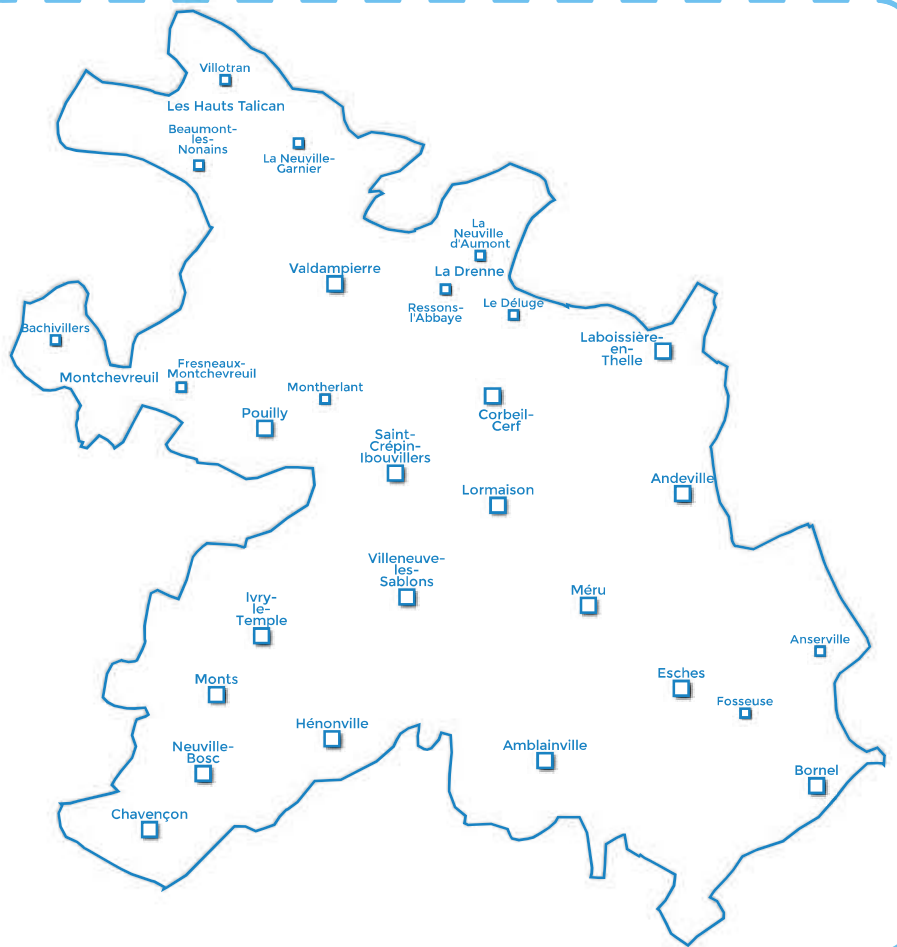 Villotran
Les Hauts Talican
Beaumont-
les-
Nonains
La Neuville-
Garnier
La
Neuville
d'Aumont
Valdampierre
La Drenne
Ressons-
l'Abbaye
Le Déluge
Bachivillers
Laboissière-
en-
Thelle
Montchevreuil
Fresneaux-
Montchevreuil
Montherlant
Pouilly
Corbeil-
Cerf
Saint-
Crépin-
Ibouvillers
Lormaison
Andeville
Villeneuve-
les-
Sablons
Ivry-
le-
Temple
Méru
Anserville
Monts
Esches
Fosseuse
Hénonville
Neuville-
Bosc
Amblainville
Bornel
Chavençon